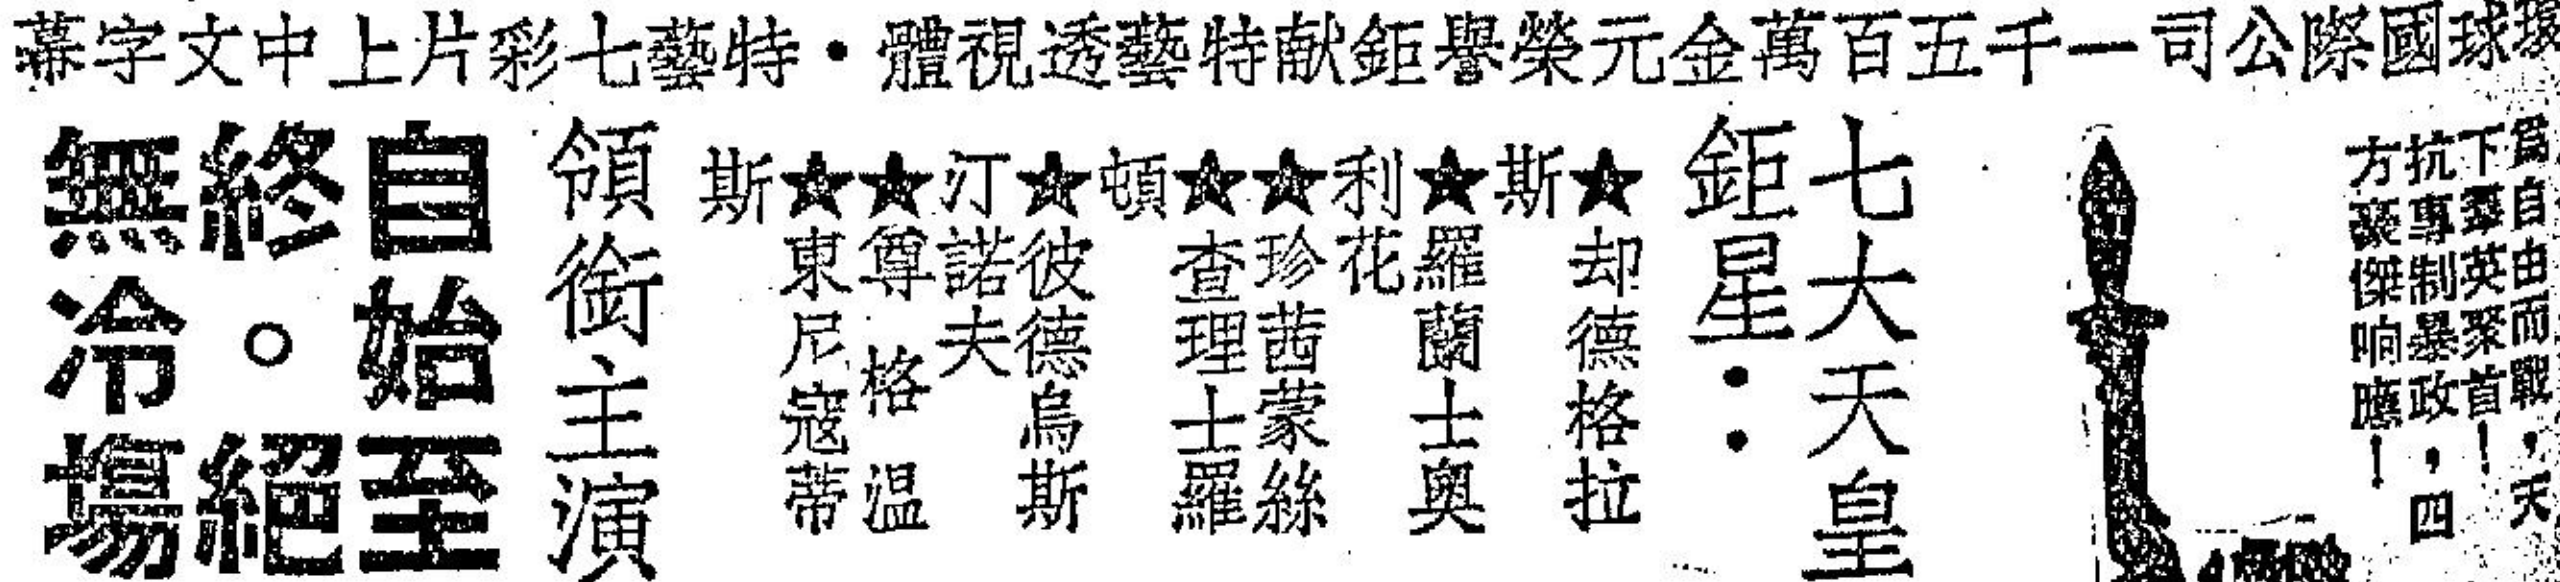 環球國際公司一千五百萬金元榮譽鉅献特藝透視體・特藝七彩片上中文字幕
爲自由而戰，天
下羣英聚首！
抗專制暴政，四
方豪傑响應！
七大天皇
鉅星：
★却德格拉
斯
★羅蘭士奧
利花
★珍茜蒙絲
★查理士羅
頓
★彼德烏斯
汀諾夫
★尊格温
★東尼寇蒂
斯
領銜主演
自始至
終。絕
無冷場